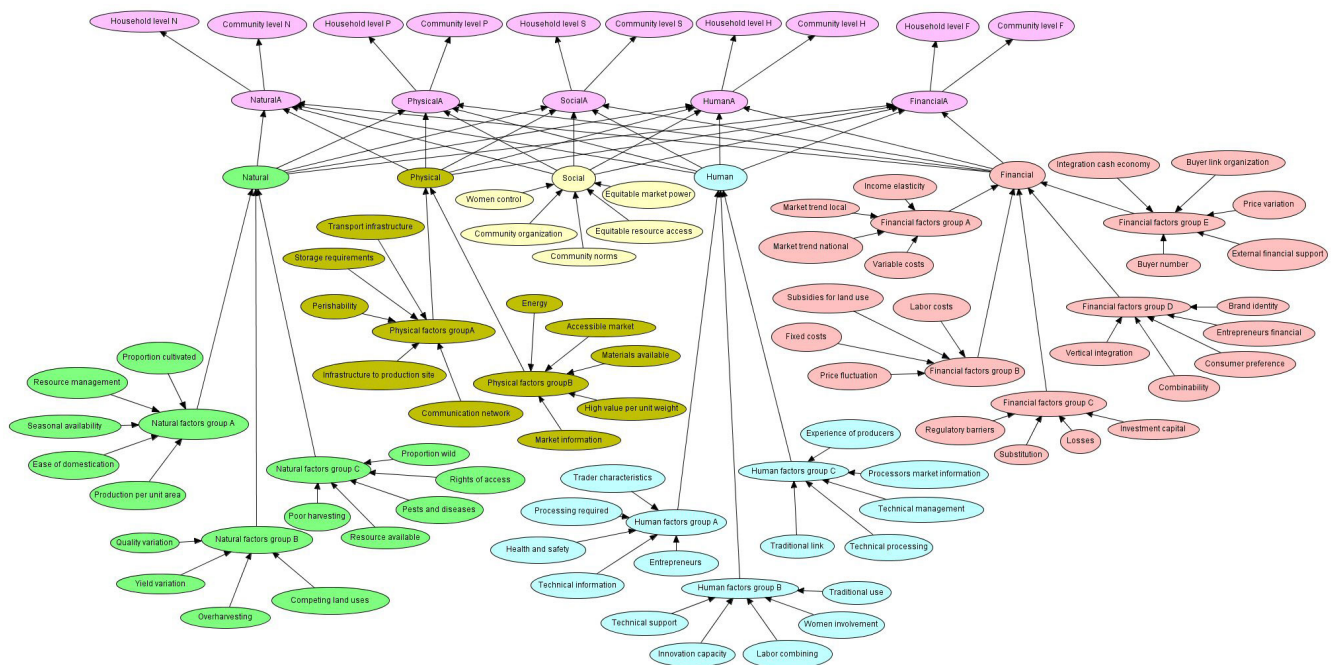 Household level N
Community level N
Household level P
Community level P
Household level S
Community level S
Household level H
Community level H
Household level F
Community level F
NaturalA
PhysicalA
SocialA
HumanA
FinancialA
Natural
Physical
Social
Human
Financial
Integration cash economy
Buyer link organization
Women control
Equitable market power
Income elasticity
Price variation
Market trend local
Financial factors group A
Financial factors group E
Transport infrastructure
Community organization
Equitable resource access
Market trend national
External financial support
Storage requirements
Community norms
Variable costs
Buyer number
Perishability
Energy
Subsidies for land use
Labor costs
Financial factors group D
Brand identity
Physical factors groupA
Accessible market
Fixed costs
Entrepreneurs financial
Proportion cultivated
Materials available
Vertical integration
Consumer preference
Resource management
Infrastructure to production site
Physical factors groupB
Price fluctuation
Financial factors group B
Combinability
Seasonal availability
Natural factors group A
Communication network
High value per unit weight
Financial factors group C
Market information
Regulatory barriers
Investment capital
Experience of producers
Losses
Substitution
Ease of domestication
Proportion wild
Natural factors group C
Rights of access
Trader characteristics
Human factors group C
Processors market information
Production per unit area
Pests and diseases
Poor harvesting
Processing required
Human factors group A
Technical management
Resource available
Quality variation
Natural factors group B
Health and safety
Traditional link
Technical processing
Entrepreneurs
Yield variation
Technical information
Competing land uses
Human factors group B
Traditional use
Overharvesting
Technical support
Women involvement
Innovation capacity
Labor combining